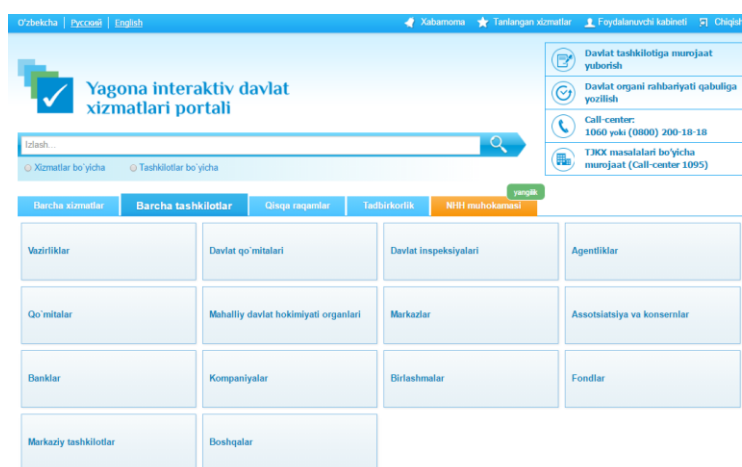 O'zbekcha | Русский | English
Xabarnoma Tanlangan xizmatlar Foydalanuvchi kabineti Chiqish
Yagona interaktiv davlat
xizmatlari portali
Davlat tashkilotiga murojaat
yuborish
Davlat organi rahbariyati qabuliga
yozilish
Call-center:
1060 yoki (0800) 200-18-18
TJKX masalalari bo'yicha
murojaat (Call-center 1095)
Izlash...
Xizmatlar bo`yicha Tashkilotlar bo`yicha
yangilik
Barcha xizmatlar Barcha tashkilotlar Qisqa raqamlar Tadbirkorlik NHH muhokamasi
Vazirliklar Davlat qo`mitalari Davlat inspeksiyalari Agentliklar
Qo`mitalar Mahalliy davlat hokimiyati organlari Markazlar Assotsiatsiya va konsernlar
Banklar Kompaniyalar Birlashmalar Fondlar
Markaziy tashkilotlar Boshqalar